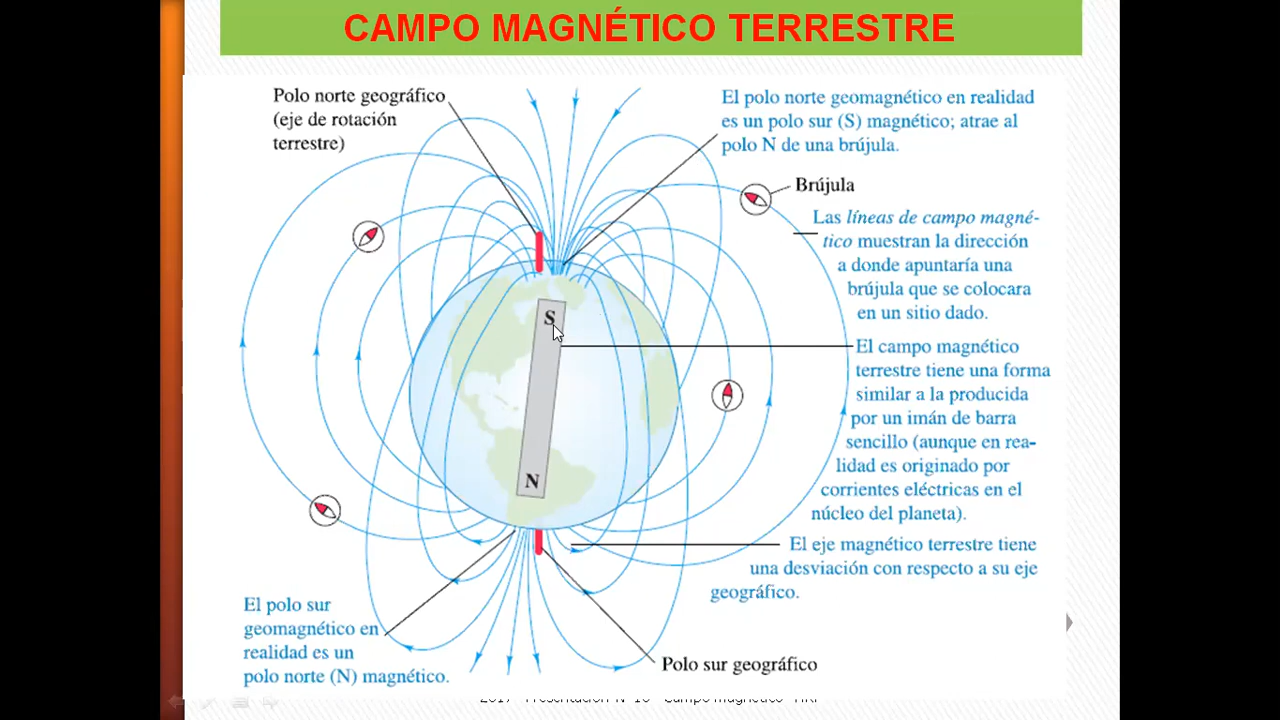 CAMPO MAGNÉTICO TERRESTRE
Polo norte geográfico
(eje de rotación
terrestre)
El polo norte geomagnético en realidad
es un polo sur (S) magnético; atrae al
polo N de una brújula.
Brújula
Las líneas de campo magné-
tico muestran la dirección
a donde apuntaría una
brújula que se colocara
en un sitio dado.
S
El campo magnético
terrestre tiene una forma
similar a la producida
por un imán de barra
sencillo (aunque en rea-
lidad es originado por
corrientes eléctricas en el
núcleo del planeta).
N
El eje magnético terrestre tiene
una desviación con respecto a su eje
geográfico.
El polo sur
geomagnético en
realidad es un
polo norte (N) magnético.
Polo sur geográfico